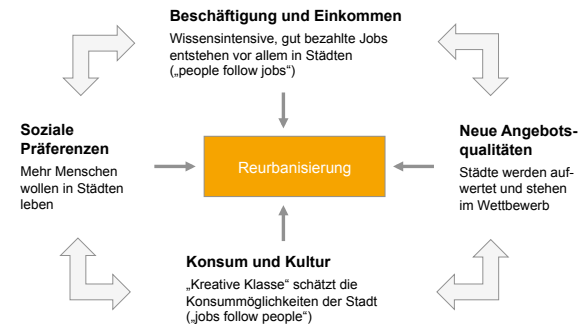 Beschäftigung und Einkommen
Wissensintensive, gut bezahlte Jobs
entstehen vor allem in Städten
(„people follow jobs“)
Soziale
Präferenzen
Mehr Menschen
wollen in Städten
leben
Reurbanisierung
Neue Angebots-
qualitäten
Städte werden auf-
wertet und stehen
im Wettbewerb
Konsum und Kultur
„Kreative Klasse“ schätzt die
Konsummöglichkeiten der Stadt
(„jobs follow people“)